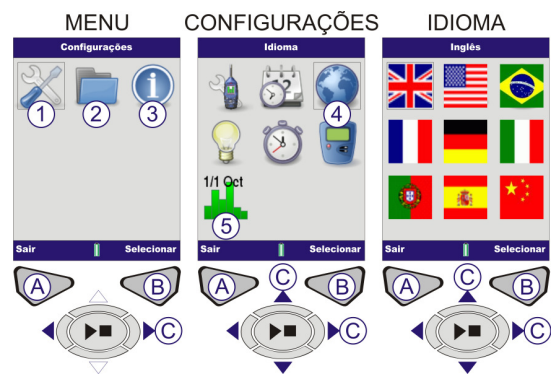 MENU
CONFIGURAÇÕES
IDIOMA
Configurações
Idioma
Inglês
1
2
3
12
4
1/1 Oct
5
Sair
Selecionar
Sair
Selecionar
Sair
Selecionar
A
B
C
A
C
B
C
A
C
B
C